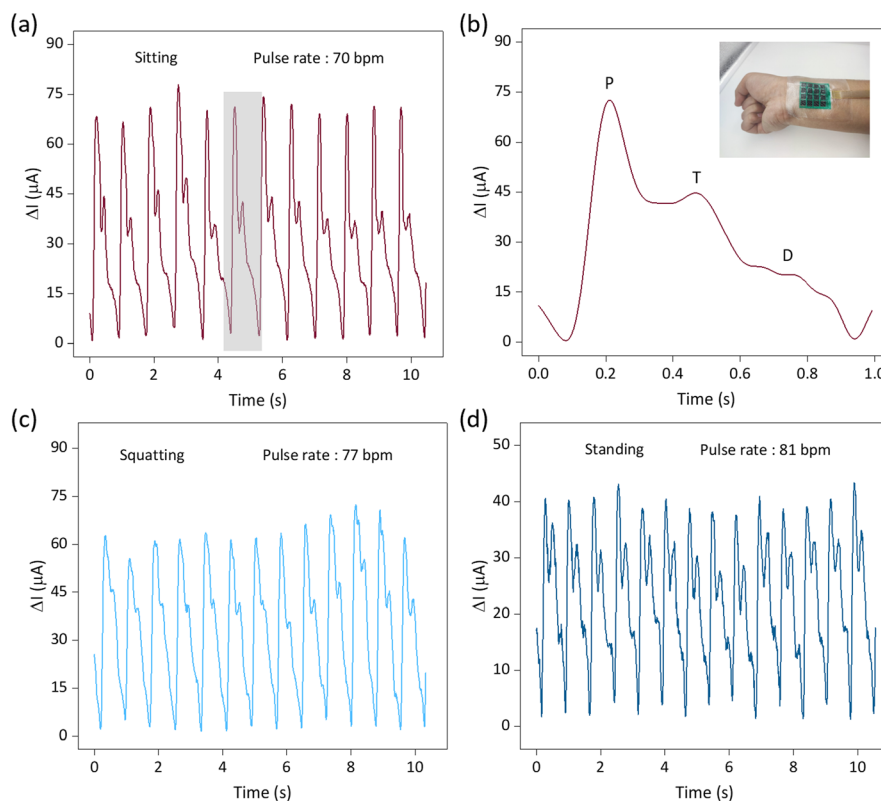 (a)
90
75
60
45
30
15
0
ΔI (µA)
Sitting
Pulse rate : 70 bpm
0 2 4 6 8 10
Time (s)
(b)
90
75
60
45
30
15
0
ΔI (µA)
P
T
D
0.0 0.2 0.4 0.6 0.8 1.0
Time (s)
(c)
90
75
60
45
30
15
0
ΔI (µA)
Squatting
Pulse rate : 77 bpm
0 2 4 6 8 10
Time (s)
(d)
50
40
30
20
10
0
ΔI (µA)
Standing
Pulse rate : 81 bpm
0 2 4 6 8 10
Time (s)